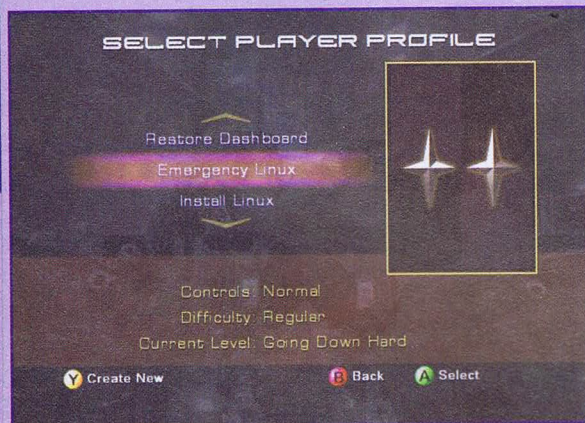 SELECT PLAYER PROFILE
Restore Dashboard
Emergency Linux
Install Linux
Controls: Normal
Difficulty: Regular
Current Level: Going Down Hard
Y Create New
B Back
A Select